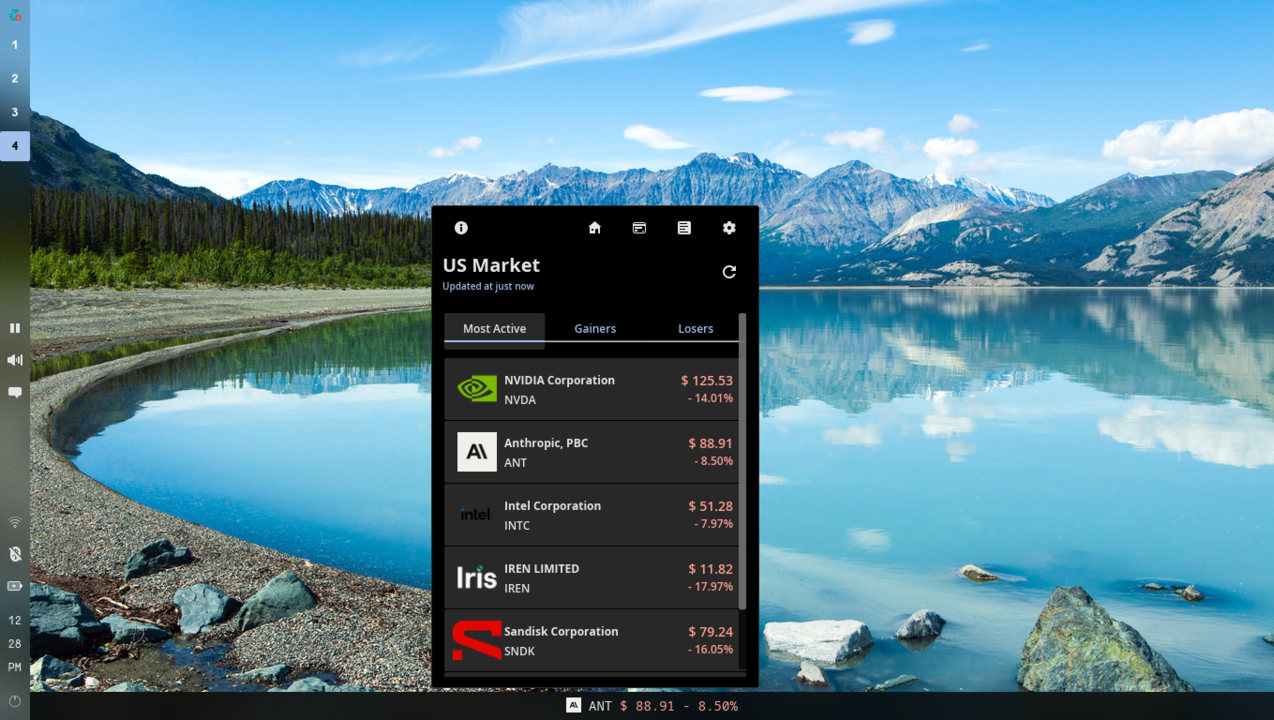 1
2
3
4
12
28
PM
US Market
Updated at just now
Most Active Gainers Losers
NVIDIA Corporation $ 125.53
NVDA - 14.01%
A\ Anthropic, PBC $ 88.91
ANT - 8.50%
intel Intel Corporation $ 51.28
INTC - 7.97%
Iris IREN LIMITED $ 11.82
IREN - 17.97%
Sandisk Corporation $ 79.24
SNDK - 16.05%
A\ ANT $ 88.91 - 8.50%